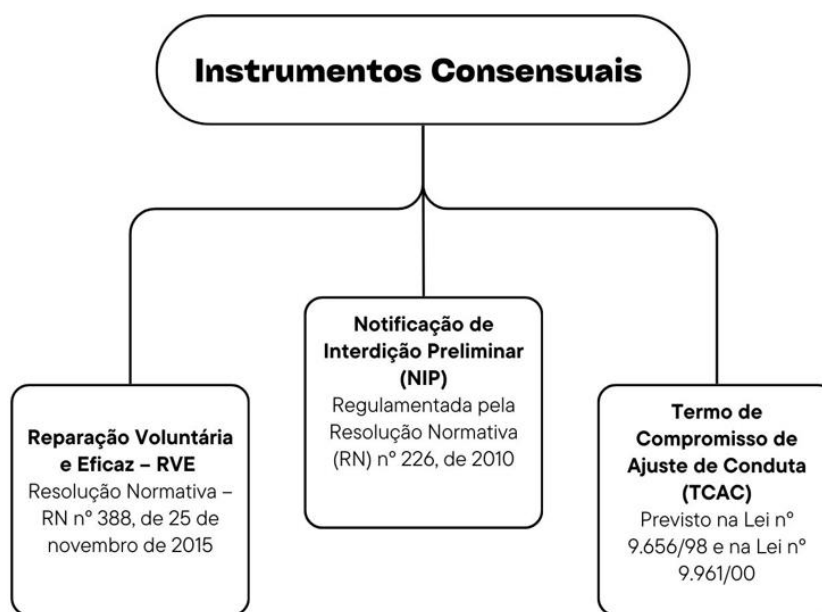 Instrumentos Consensuais
Reparação Voluntária
e Eficaz – RVE
Resolução Normativa –
RN nº 388, de 25 de
novembro de 2015
Notificação de
Interdição Preliminar
(NIP)
Regulamentada pela
Resolução Normativa
(RN) nº 226, de 2010
Termo de
Compromisso de
Ajuste de Conduta
(TCAC)
Previsto na Lei nº
9.656/98 e na Lei nº
9.961/00